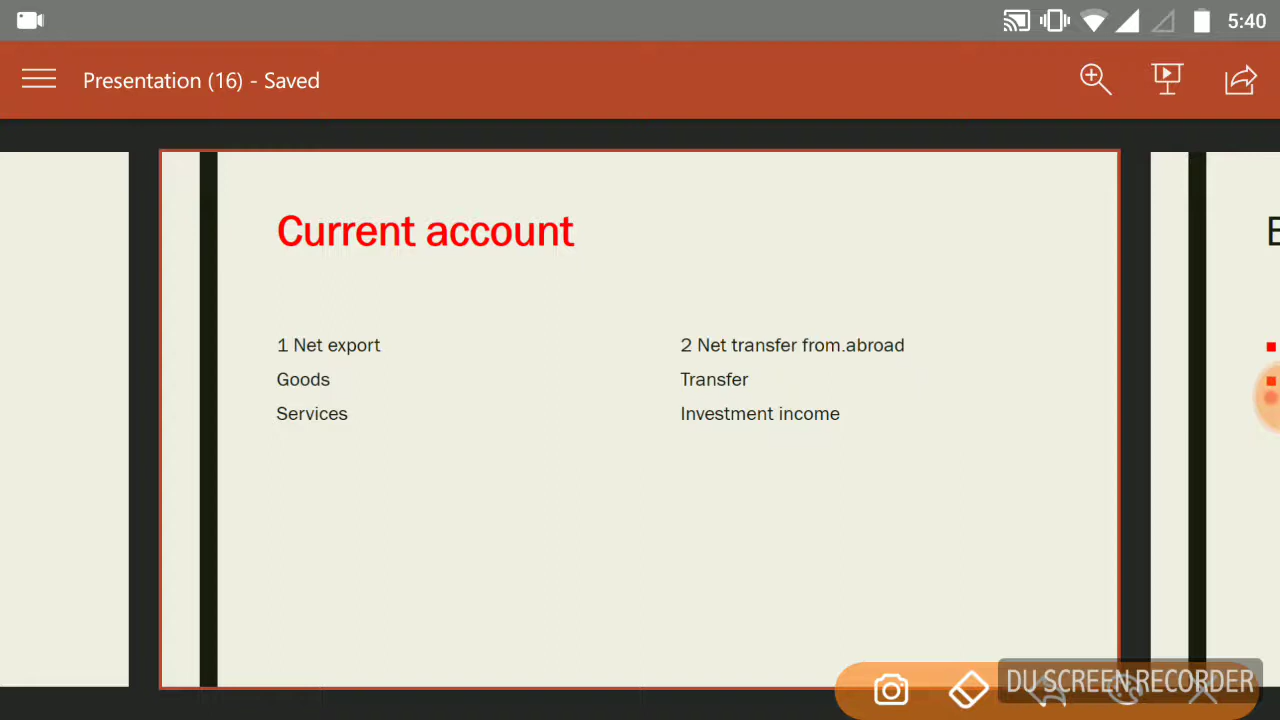 5:40
Presentation (16) - Saved
Current account
1 Net export
Goods
Services
2 Net transfer from.abroad
Transfer
Investment income
DU SCREEN RECORDER